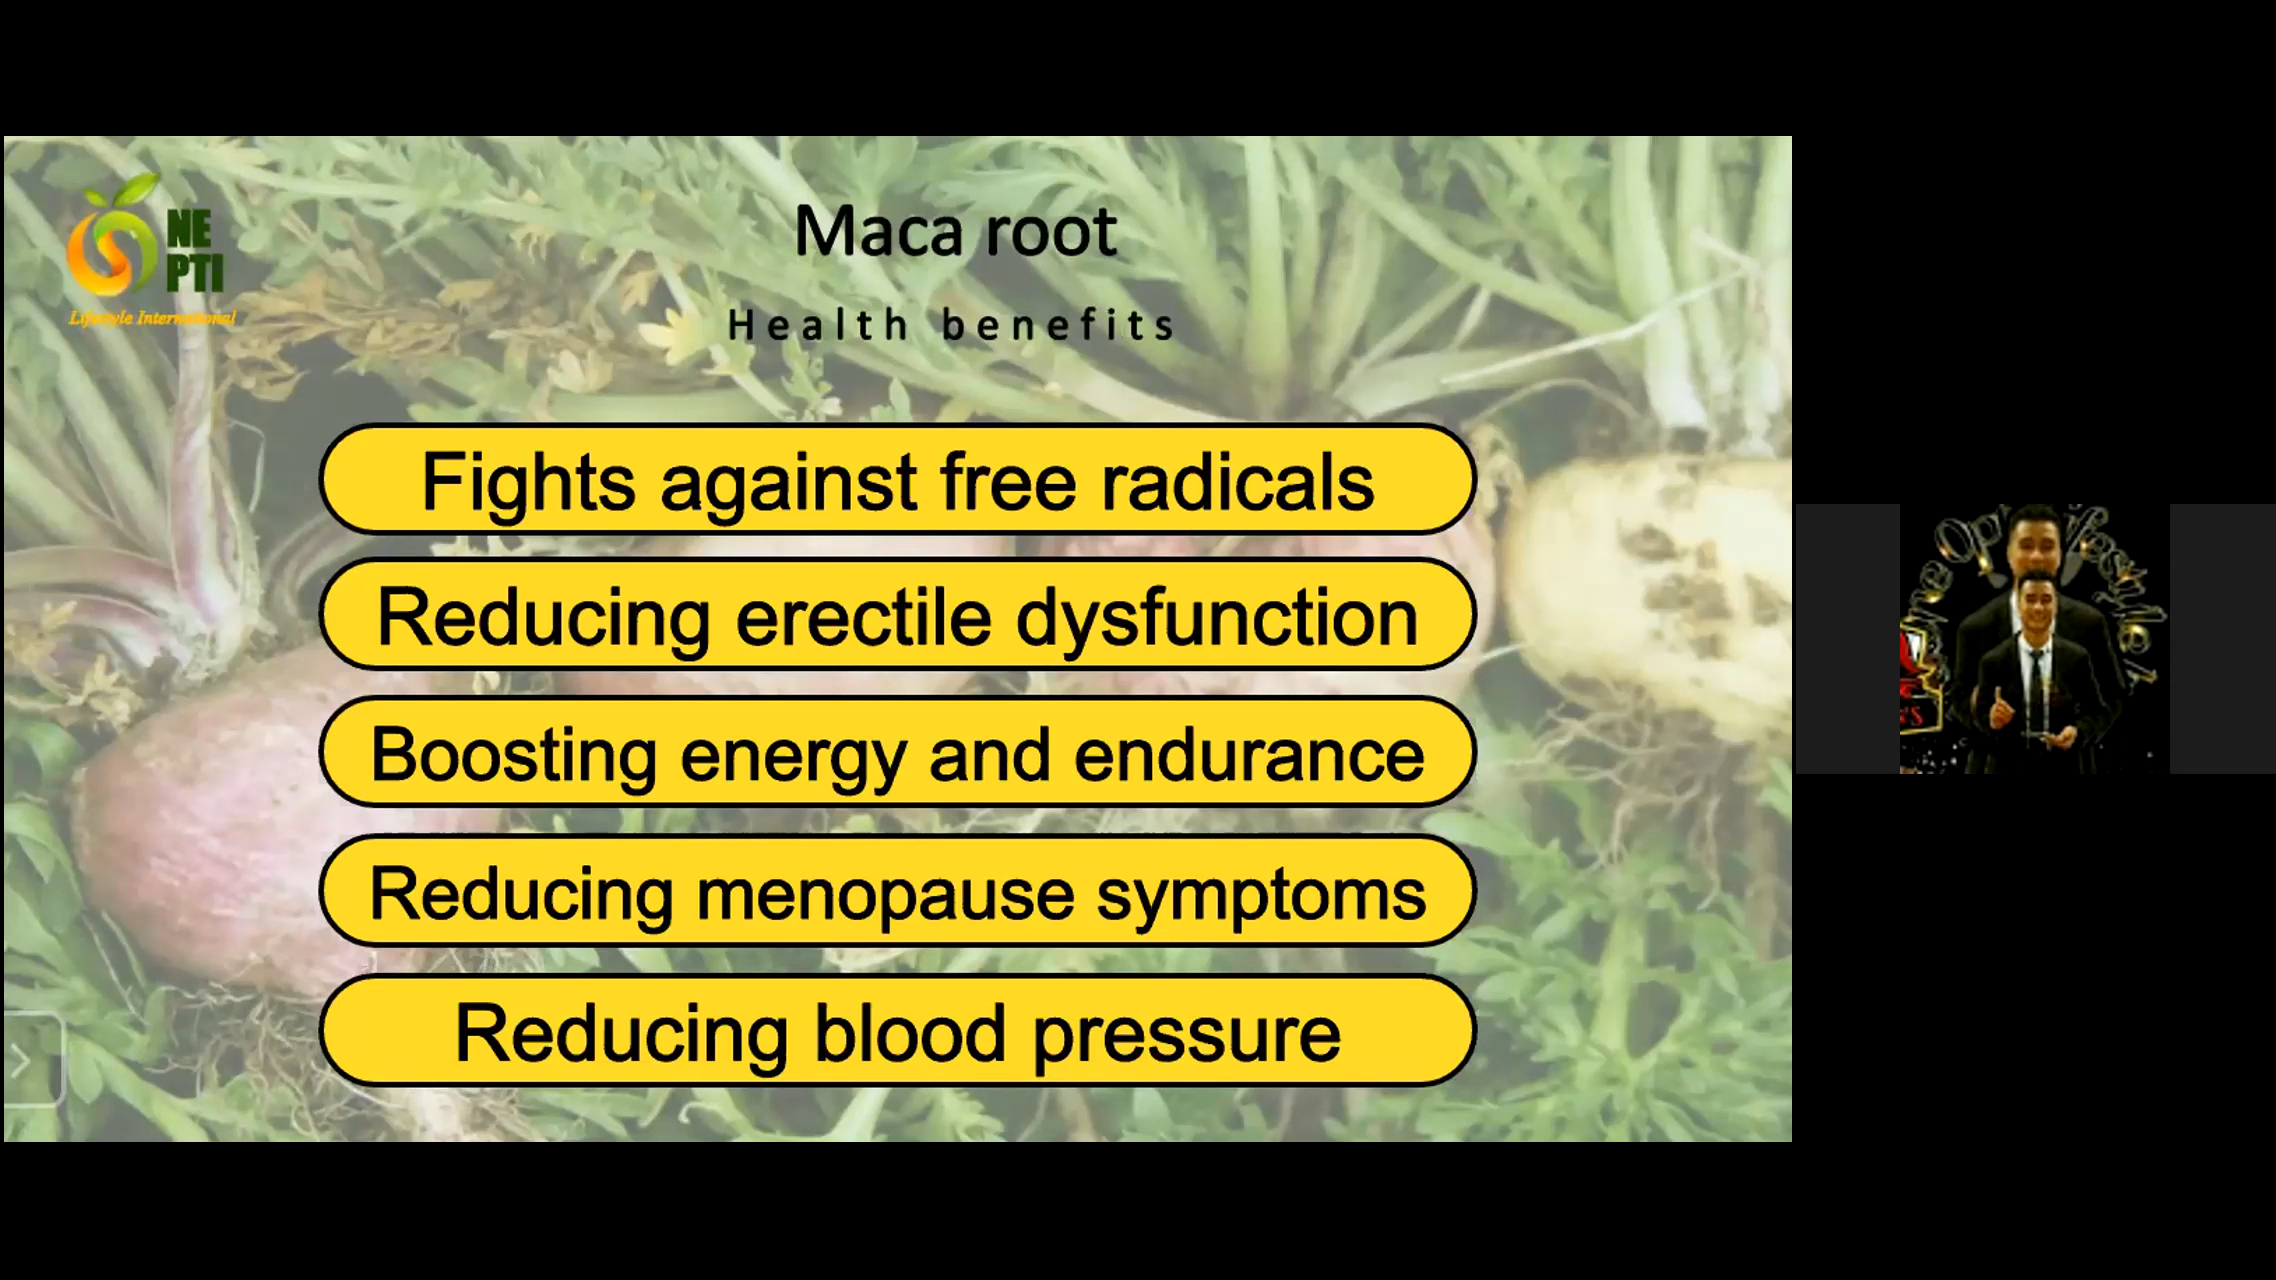 NE
PTI
Lifestyle International
Maca root
Health benefits
Fights against free radicals
Reducing erectile dysfunction
Boosting energy and endurance
Reducing menopause symptoms
Reducing blood pressure